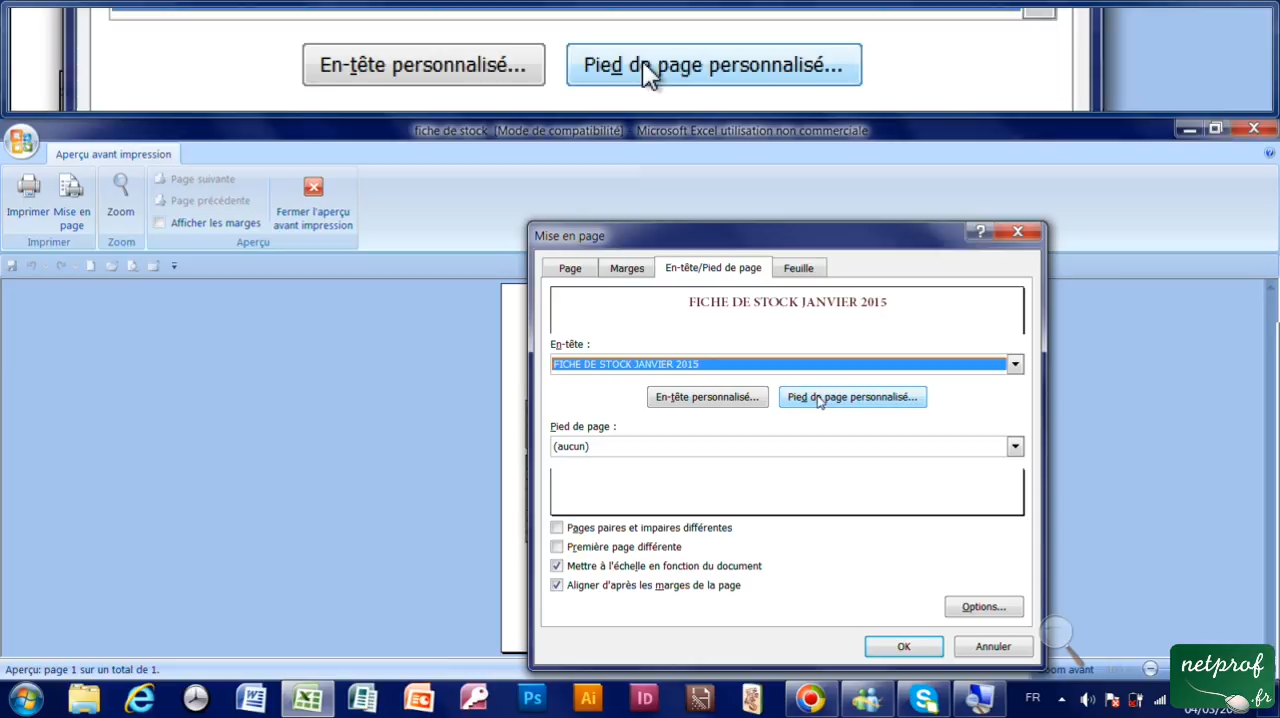 En-tête personnalisé...
Pied de page personnalisé...
fiche de stock [Mode de compatibilité] - Microsoft Excel utilisation non commerciale
Aperçu avant impression
Imprimer
Mise en page
Zoom
Page suivante
Page précédente
Afficher les marges
Fermer l'aperçu avant impression
Imprimer
Zoom
Aperçu
Mise en page
Page
Marges
En-tête/Pied de page
Feuille
FICHE DE STOCK JANVIER 2015
En-tête :
FICHE DE STOCK JANVIER 2015
En-tête personnalisé...
Pied de page personnalisé...
Pied de page :
(aucun)
Pages paires et impaires différentes
Première page différente
Mettre à l'échelle en fonction du document
Aligner d'après les marges de la page
Options...
OK
Annuler
Aperçu: page 1 sur un total de 1.
Zoom avant
Ps
Ai
ID
FR
netprof
.fr